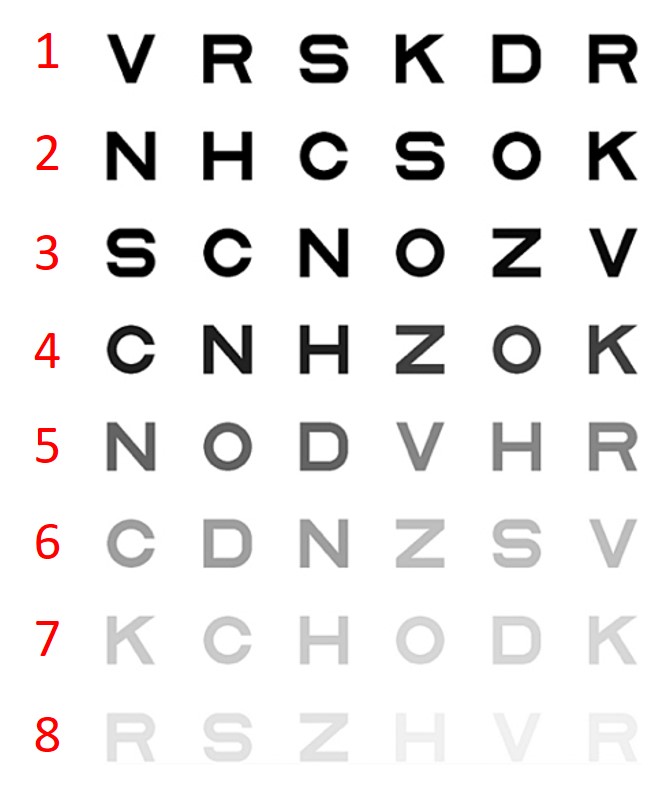 1 V R S K D R
2 N H C S O K
3 S C N O Z V
4 C N H Z O K
5 N O D V H R
6 C D N Z S V
7 K C H O D K
8 R S Z H V R